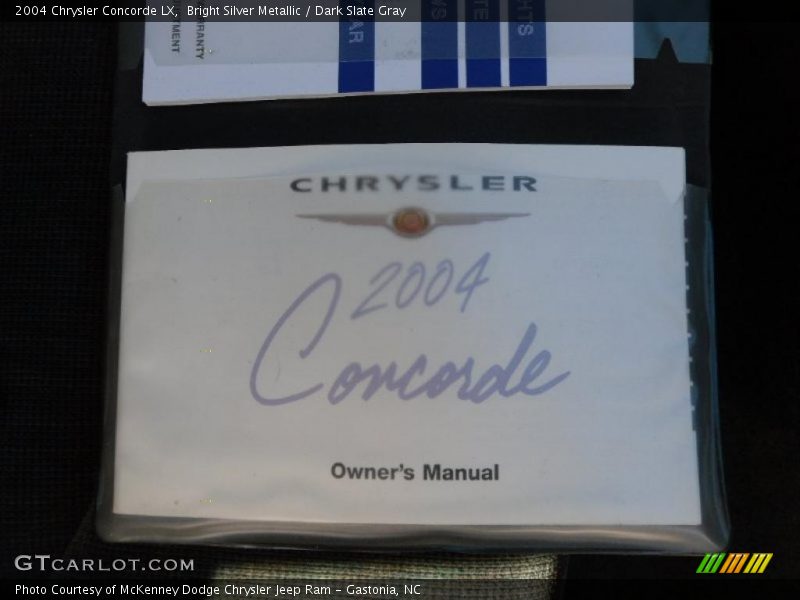 2004 Chrysler Concorde LX, Bright Silver Metallic / Dark Slate Gray
CHRYSLER
2004
Concorde
Owner's Manual
GTCARLOT.COM
Photo Courtesy of McKenney Dodge Chrysler Jeep Ram – Gastonia, NC